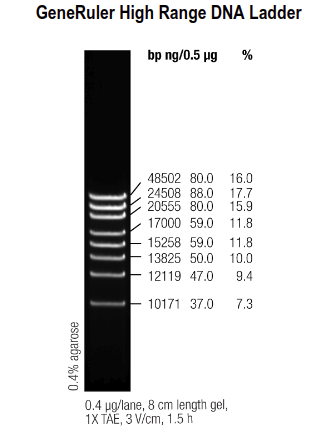 GeneRuler High Range DNA Ladder
bp ng/0.5 µg %
48502 80.0 16.0
24508 88.0 17.7
20555 80.0 15.9
17000 59.0 11.8
15258 59.0 11.8
13825 50.0 10.0
12119 47.0 9.4
10171 37.0 7.3
0.4% agarose
0.4 µg/lane, 8 cm length gel,
1X TAE, 3 V/cm, 1.5 h